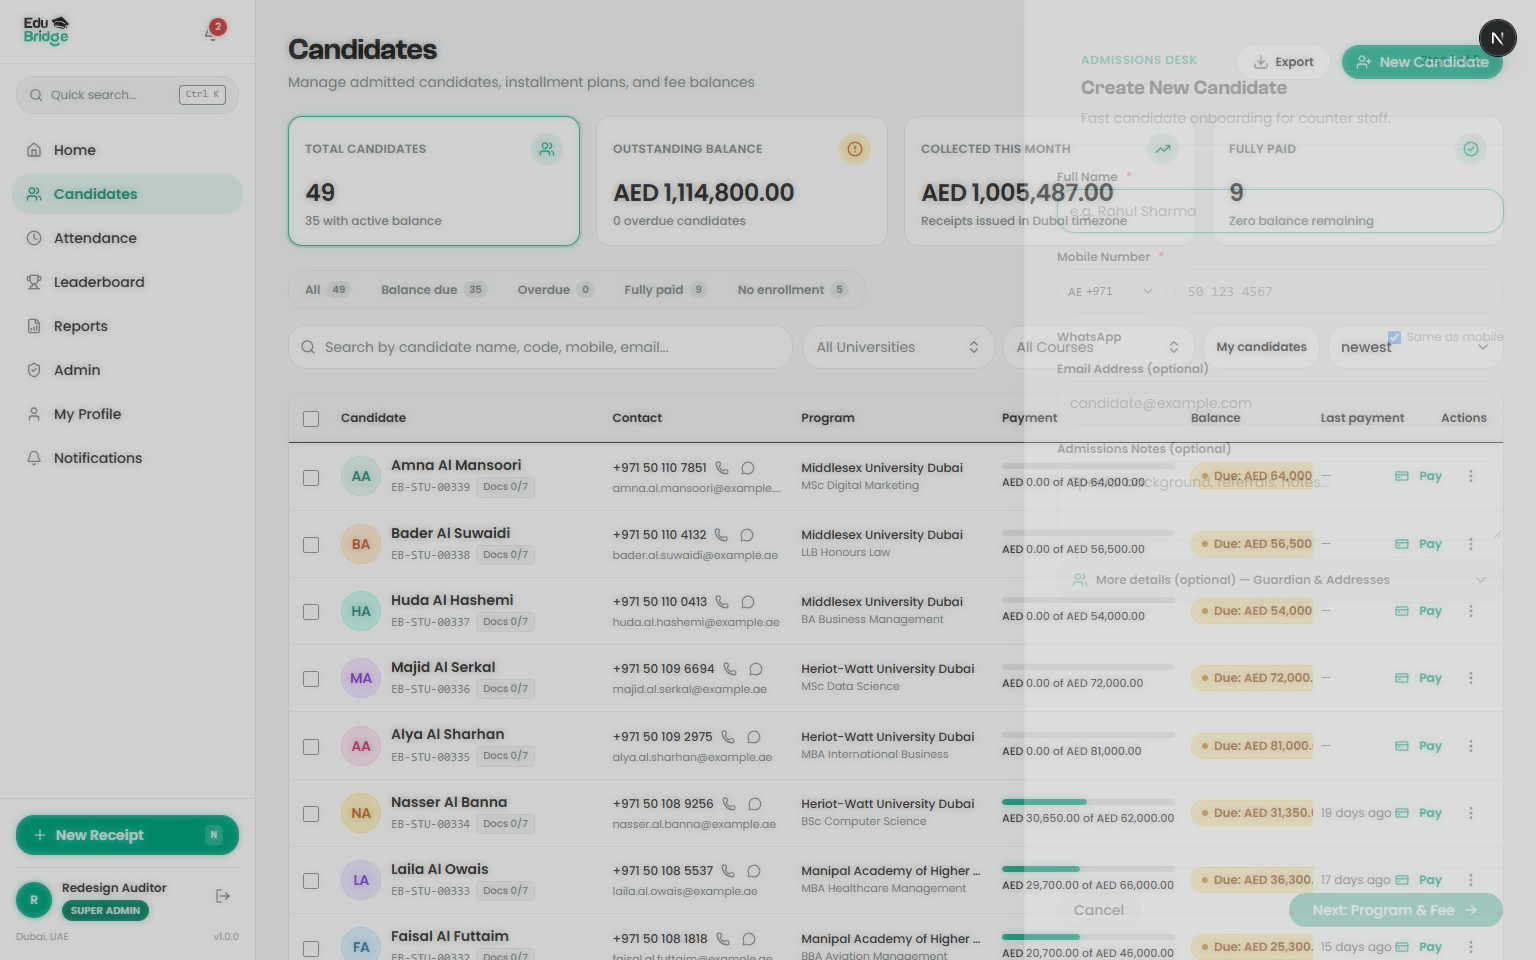 Edu
Bridge
2
Quick search...
Ctrl K
Home
Candidates
Attendance
Leaderboard
Reports
Admin
My Profile
Notifications
New Receipt
N
R
Redesign Auditor
SUPER ADMIN
Dubai, UAE
v1.0.0
Candidates
Manage admitted candidates, installment plans, and fee balances
Export
New Candidate
N
TOTAL CANDIDATES
49
35 with active balance
OUTSTANDING BALANCE
AED 1,114,800.00
0 overdue candidates
COLLECTED THIS MONTH
AED 1,005,487.00
Receipts issued in Dubai timezone
FULLY PAID
9
Zero balance remaining
All 49
Balance due 35
Overdue 0
Fully paid 9
No enrollment 5
Search by candidate name, code, mobile, email...
All Universities
All Courses
My candidates
newest
Candidate Contact Program Payment Balance Last payment Actions
AA Amna Al Mansoori +971 50 110 7851 Middlesex University Dubai
EB-STU-00339 Docs 0/7 amna.al.mansoori@example.... MSc Digital Marketing AED 0.00 of AED 64,000.00 Due: AED 64,000 — Pay
BA Bader Al Suwaidi +971 50 110 4132 Middlesex University Dubai
EB-STU-00338 Docs 0/7 bader.al.suwaidi@example.ae LLB Honours Law AED 0.00 of AED 56,500.00 Due: AED 56,500 — Pay
HA Huda Al Hashemi +971 50 110 0413 Middlesex University Dubai
EB-STU-00337 Docs 0/7 huda.al.hashemi@example.ae BA Business Management AED 0.00 of AED 54,000.00 Due: AED 54,000 — Pay
MA Majid Al Serkal +971 50 109 6694 Heriot-Watt University Dubai
EB-STU-00336 Docs 0/7 majid.al.serkal@example.ae MSc Data Science AED 0.00 of AED 72,000.00 Due: AED 72,000. — Pay
AA Alya Al Sharhan +971 50 109 2975 Heriot-Watt University Dubai
EB-STU-00335 Docs 0/7 alya.al.sharhan@example.ae MBA International Business AED 0.00 of AED 81,000.00 Due: AED 81,000. — Pay
NA Nasser Al Banna +971 50 108 9256 Heriot-Watt University Dubai
EB-STU-00334 Docs 0/7 nasser.al.banna@example.ae BSc Computer Science AED 30,650.00 of AED 62,000.00 Due: AED 31,350. 19 days ago Pay
LA Laila Al Owais +971 50 108 5537 Manipal Academy of Higher ...
EB-STU-00333 Docs 0/7 laila.al.owais@example.ae MBA Healthcare Management AED 29,700.00 of AED 66,000.00 Due: AED 36,300. 17 days ago Pay
FA Faisal Al Futtaim +971 50 108 1818 Manipal Academy of Higher ...
EB-STU-00332 Docs 0/7 faisal.al.futtaim@example.ae BBA Aviation Management AED 20,700.00 of AED 46,000.00 Due: AED 25,300. 15 days ago Pay
ADMISSIONS DESK
Create New Candidate
Fast candidate onboarding for counter staff.
Full Name *
e.g. Rahul Sharma
Mobile Number *
AE +971
50 123 4567
WhatsApp
Same as mobile
Email Address (optional)
candidate@example.com
Admissions Notes (optional)
background, referrals, notes...
More details (optional) — Guardian & Addresses
Cancel
Next: Program & Fee